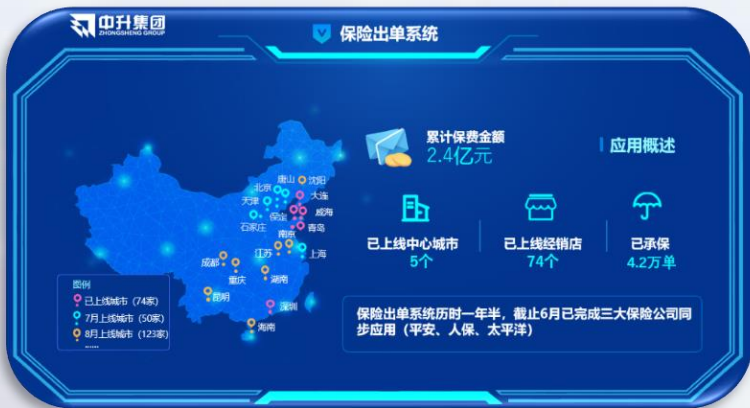 中升集团
ZHONGSHENG GROUP
保险出单系统
累计保费金额
2.4亿元
应用概述
已上线中心城市
5个
已上线经销店
74个
已承保
4.2万单
保险出单系统历时一年半，截止6月已完成三大保险公司同
步应用（平安、人保、太平洋）
唐山
沈阳
北京
大连
天津
威海
石家庄
青岛
南京
江苏
上海
成都
重庆
湖南
昆明
深圳
海南
图例
已上线城市（74家）
7月上线城市（50家）
8月上线城市（123家）
......